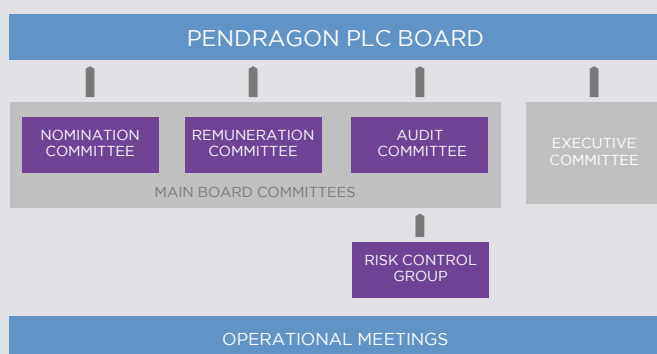 PENDRAGON PLC BOARD
NOMINATION
COMMITTEE
REMUNERATION
COMMITTEE
AUDIT
COMMITTEE
EXECUTIVE
COMMITTEE
MAIN BOARD COMMITTEES
RISK CONTROL
GROUP
OPERATIONAL MEETINGS